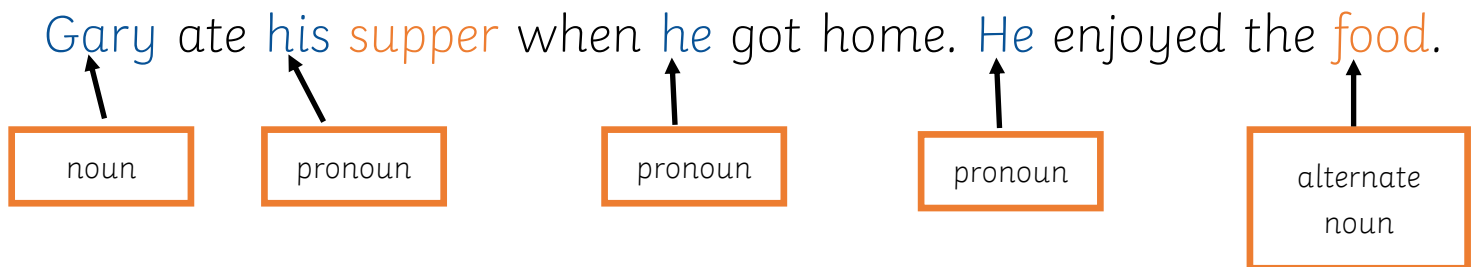 Gary ate his supper when he got home. He enjoyed the food.
noun
pronoun
pronoun
pronoun
alternate
noun